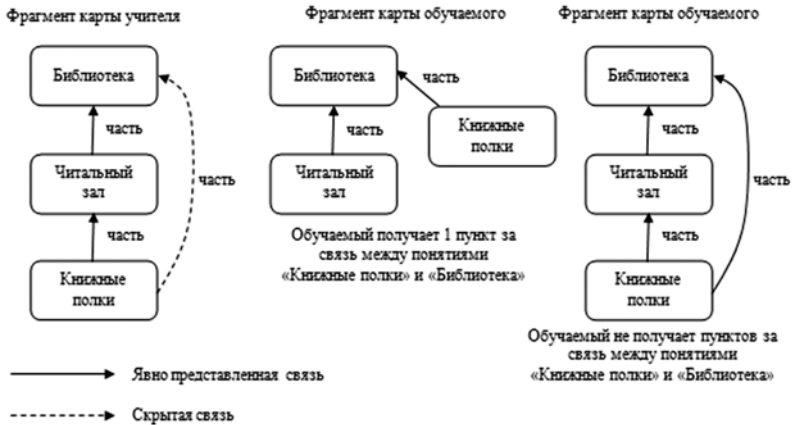 Фрагмент карты учителя
Библиотека
часть
Читальный
зал
часть
часть
Книжные
полки
Фрагмент карты обучаемого
Библиотека
часть
Книжные
полки
часть
Читальный
зал
Обучаемый получает 1 пункт за
связь между понятиями
«Книжные полки» и «Библиотека»
Фрагмент карты обучаемого
Библиотека
часть
Читальный
зал
часть
часть
Книжные
полки
Обучаемый не получает пунктов за
связь между понятиями
«Книжные полки» и «Библиотека»
Явно представленная связь
Скрытая связь